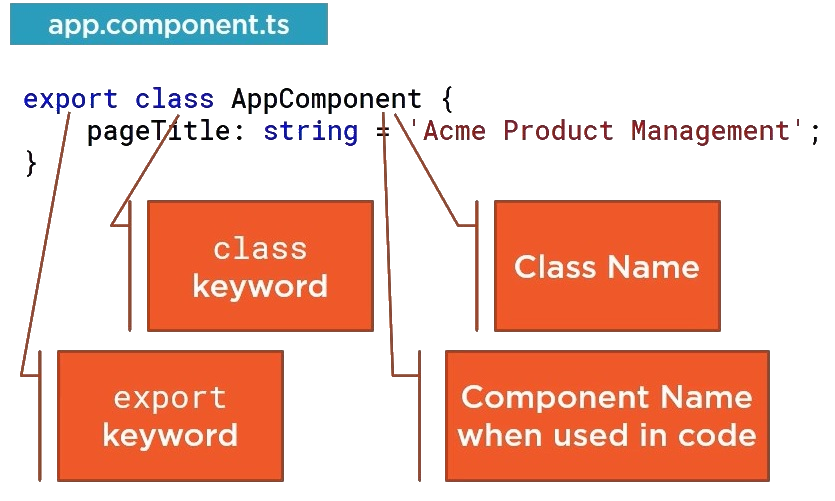 app.component.ts
export class AppComponent {
    pageTitle: string = 'Acme Product Management';
}
class
keyword
Class Name
export
keyword
Component Name
when used in code